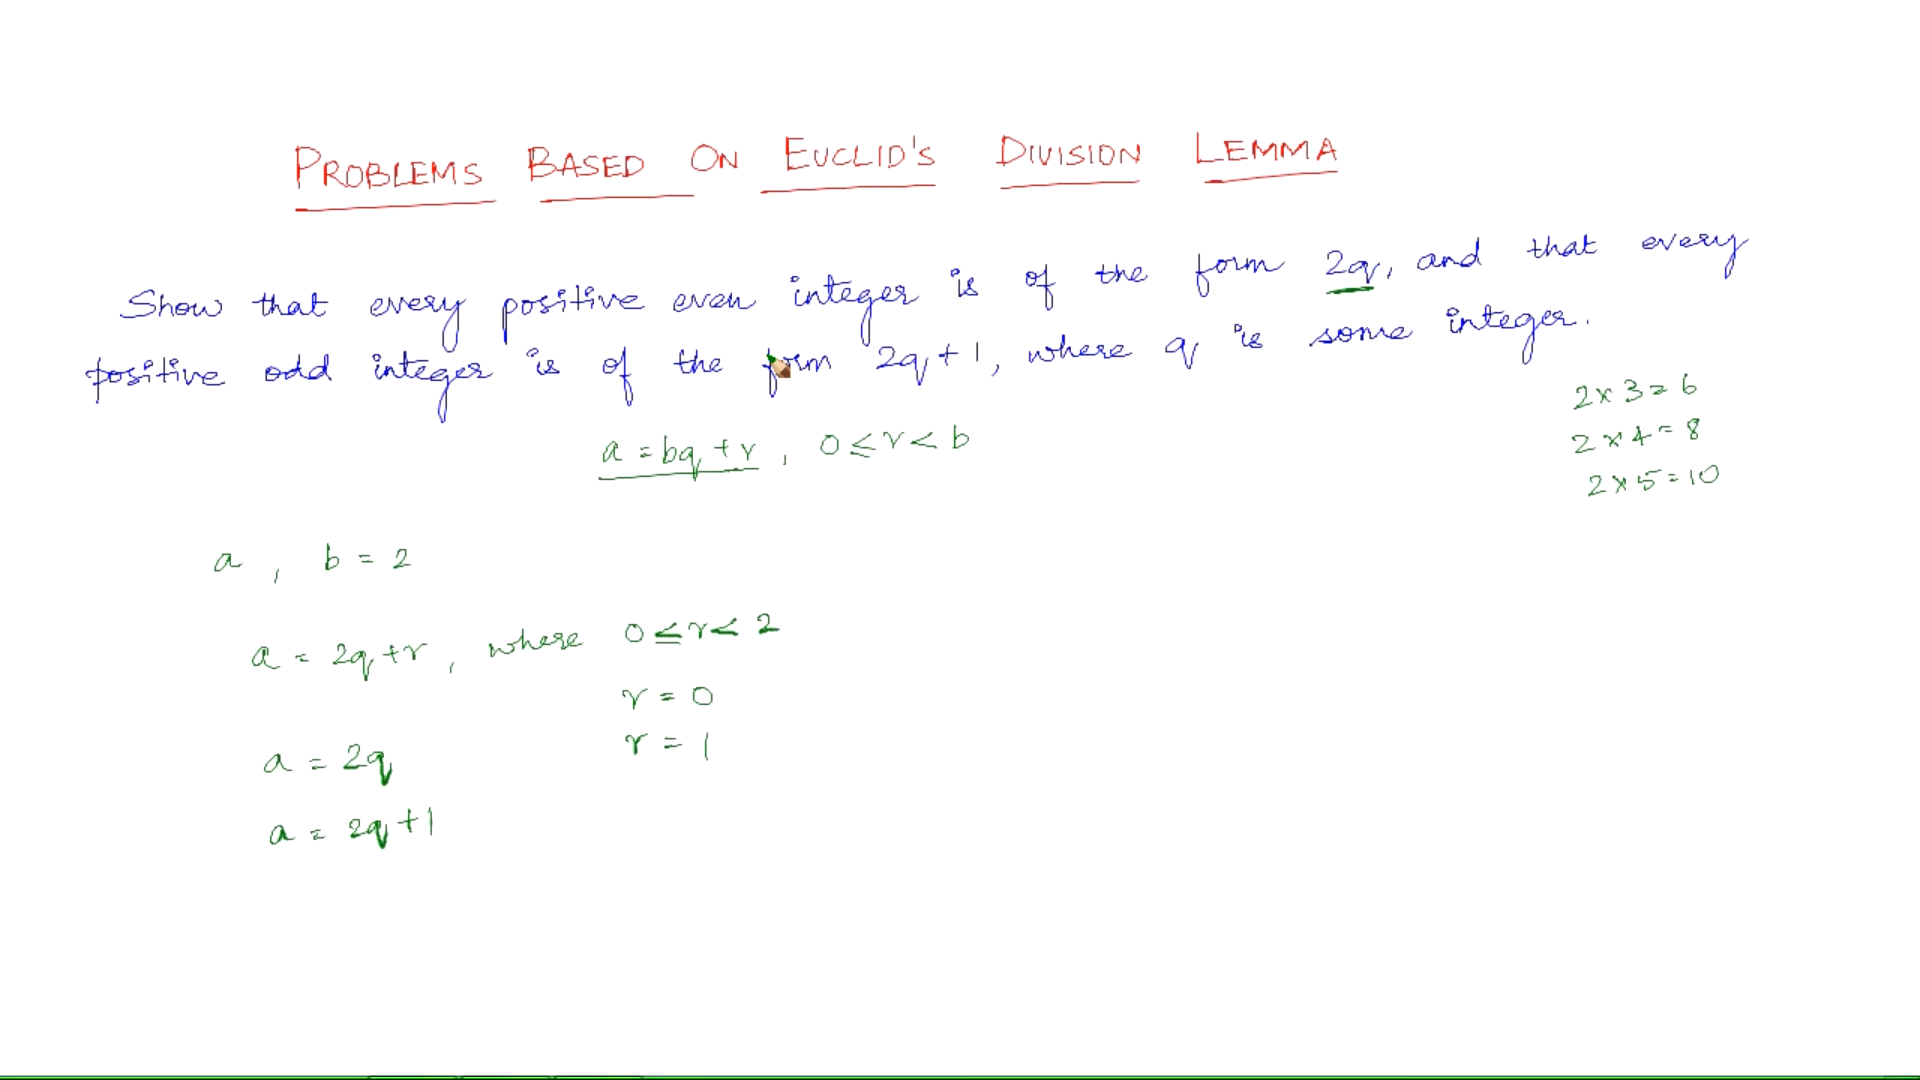 PROBLEMS BASED ON EUCLID'S DIVISION LEMMA
Show that every positive even integer is of the form 2q, and that every
positive odd integer is of the form 2q+1, where q is some integer.
2×3=6
2×4=8
2×5=10
a=bq+r, 0≤r<b
a, b=2
a=2q+r, where 0≤r<2
r=0
r=1
a=2q
a=2q+1